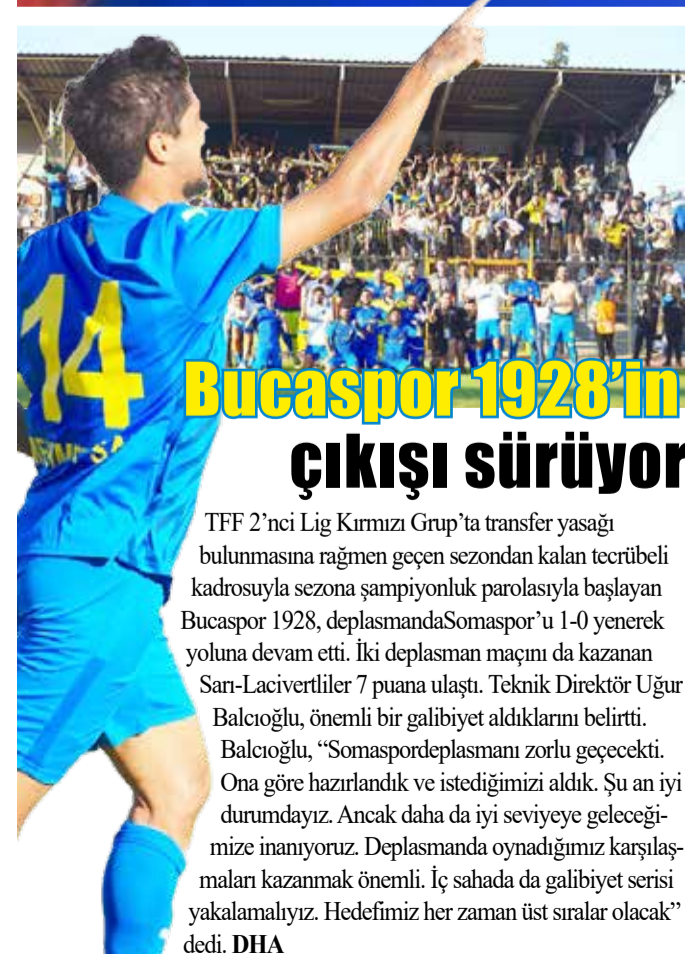 14
Bucaspor 1928’in
çıkışı sürüyor
TFF 2’nci Lig Kırmızı Grup’ta transfer yasağı
bulunmasına rağmen geçen sezondan kalan tecrübeli
kadrosuyla sezona şampiyonluk parolasıyla başlayan
Bucaspor 1928, deplasmandaSomaspor’u 1-0 yenerek
yoluna devam etti. İki deplasman maçını da kazanan
Sarı-Lacivertliler 7 puana ulaştı. Teknik Direktör Uğur
Balcıoğlu, önemli bir galibiyet aldıklarını belirtti.
Balcıoğlu, “Somaspordeplasmanı zorlu geçecekti.
Ona göre hazırlandık ve istediğimizi aldık. Şu an iyi
durumdayız. Ancak daha da iyi seviyeye geleceği-
mize inanıyoruz. Deplasmanda oynadığımız karşılaş-
maları kazanmak önemli. İç sahada da galibiyet serisi
yakalamalıyız. Hedefimiz her zaman üst sıralar olacak”
dedi. DHA